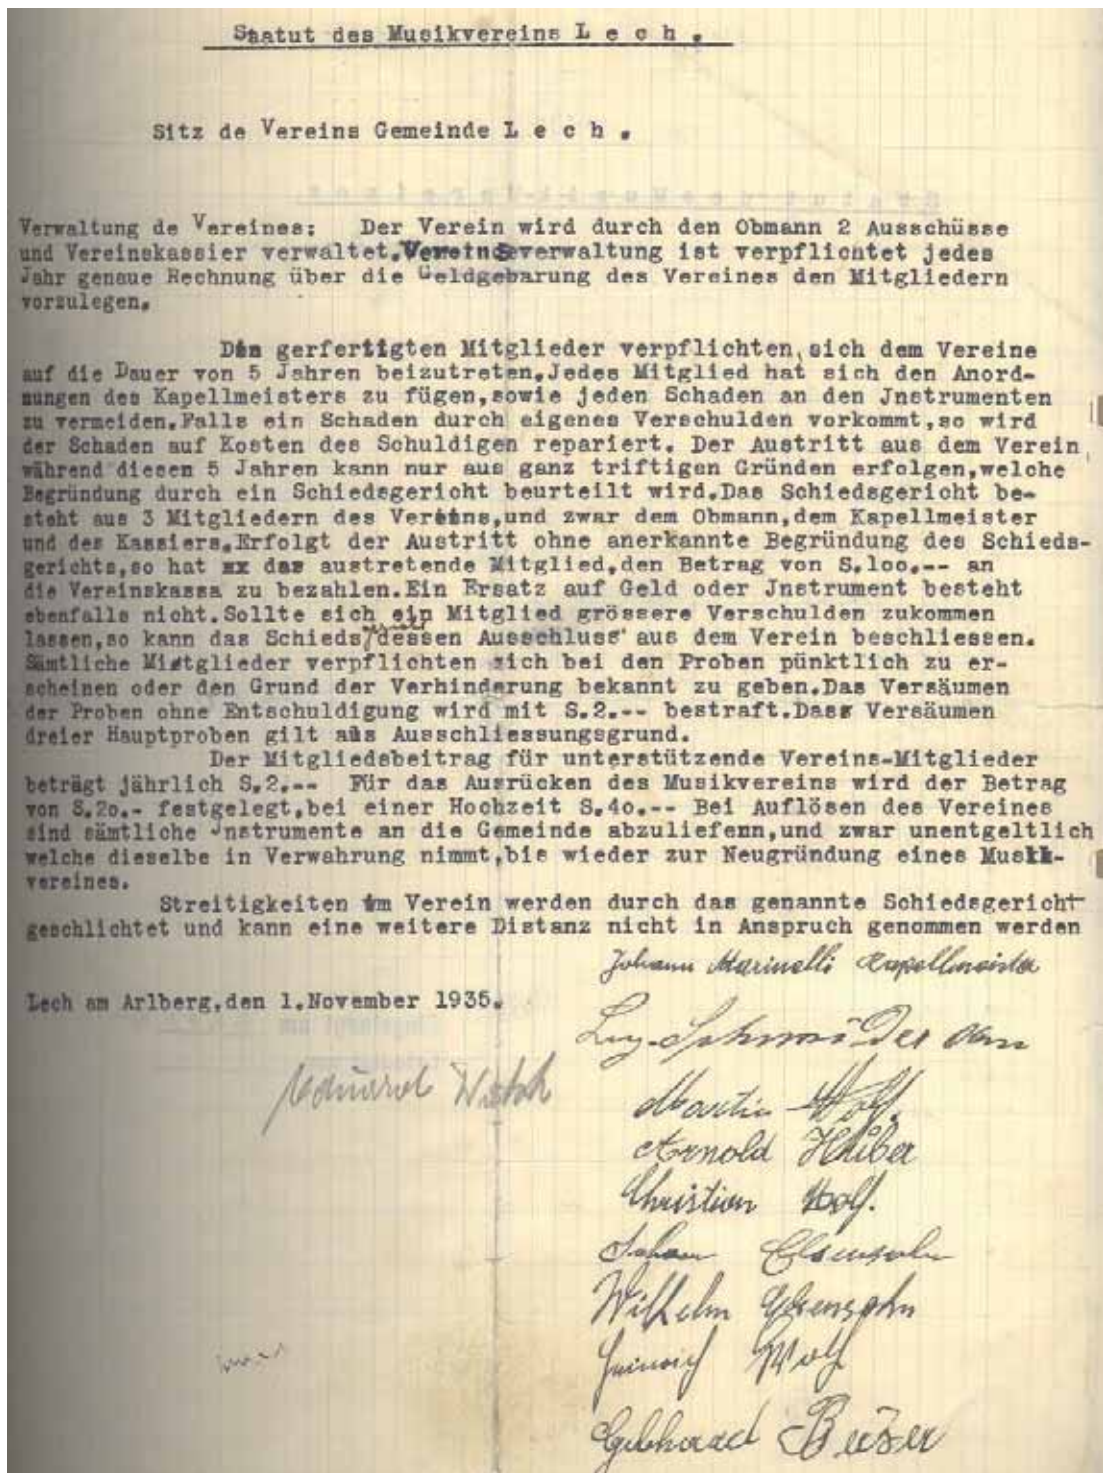 Staatut des Musikvereins L e c h .
Sitz de Vereins Gemeinde L e c h .
Verwaltung de Vereines: Der Verein wird durch den Obmann 2 Ausschüsse
und Vereinskassier verwaltet.Vereinsverwaltung ist verpflichtet jedes
Jahr genaue Rechnung über die Geldgebarung des Vereines den Mitgliedern
vorzulegen.
Die gerfertigten Mitglieder verpflichten sich dem Vereine
auf die Dauer von 5 Jahren beizutreten.Jedes Mitglied hat sich den Anord-
nungen des Kapellmeisters zu fügen,sowie jeden Schaden an den Jnstrumenten
zu vermeiden.Falls ein Schaden durch eigenes Verschulden vorkommt,so wird
der Schaden auf Kosten des Schuldigen repariert. Der Austritt aus dem Verein
während diesen 5 Jahren kann nur aus ganz triftigen Gründen erfolgen,welche
Begründung durch ein Schiedsgericht beurteilt wird.Das Schiedsgericht be-
steht aus 3 Mitgliedern des Vereins,und zwar dem Obmann,dem Kapellmeister
und des Kassiers.Erfolgt der Austritt ohne anerkannte Begründung des Schieds-
gerichts,so hat xx das austretende Mitglied,den Betrag von S.1oo.-- an
die Vereinskassa zu bezahlen.Ein Ersatz auf Geld oder Jnstrument besteht
ebenfalls nicht.Sollte sich ein Mitglied grössere Verschulden zukommen
lassen,so kann das Schieds dessen Ausschluss aus dem Verein beschliessen.
Sämtliche Mistglieder verpflichten sich bei den Proben pünktlich zu er-
scheinen oder den Grund der Verhinderung bekannt zu geben.Das Versäumen
der Proben ohne Entschuldigung wird mit S.2.-- bestraft.Dass Versäumen
dreier Hauptproben gilt als Ausschliessungsgrund.
Der Mitgliedsbeitrag für unterstützende Vereins-Mitglieder
beträgt jährlich S.2.-- Für das Ausrücken des Musikvereins wird der Betrag
von S.2o.- festgelegt,bei einer Hochzeit S.4o.-- Bei Auflösen des Vereines
sind sämtliche Jnstrumente an die Gemeinde abzuliefenn,und zwar unentgeltlich
welche dieselbe in Verwahrung nimmt,bis wieder zur Neugründung eines Musik-
vereines.
Streitigkeiten im Verein werden durch das genannte Schiedsgericht
geschlichtet und kann eine weitere Distanz nicht in Anspruch genommen werden
Johann Marinelli Kapellmeister
Lech am Arlberg,den 1.November 1935.
Eduard
Martin Wolf.
Arnold Huber
Christian Wolf.
Johann Elsensohn
Wilhelm Elsensohn
Heinrich Wolf
Gebhard